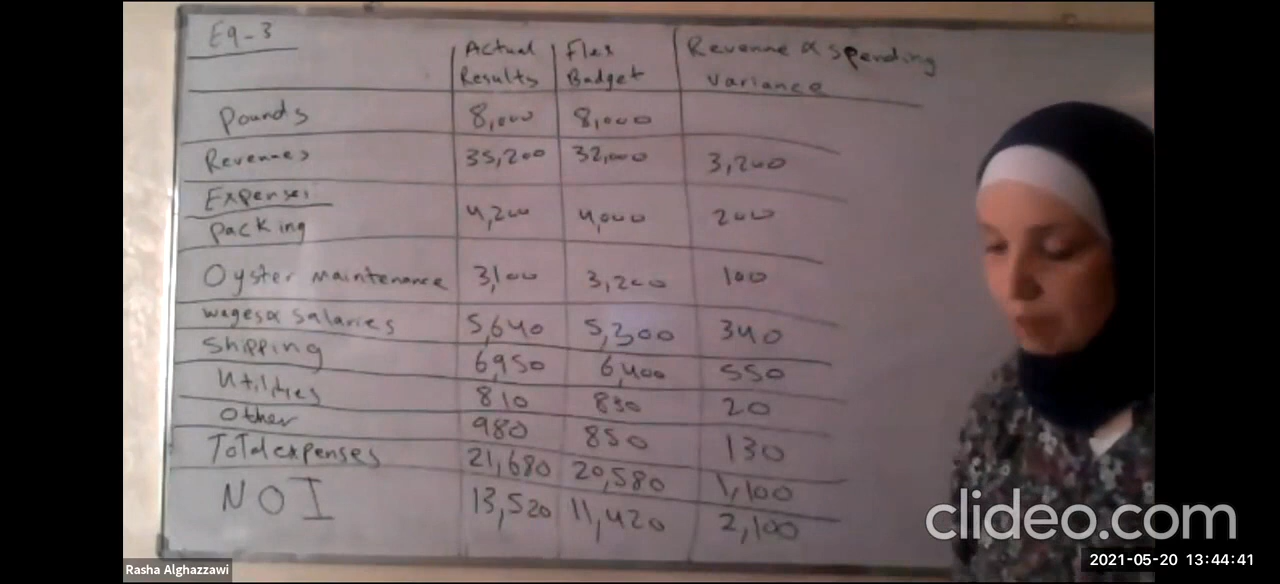 E9-3
Actual Results
Flex Budget
Revenue & spending variance
Pounds 8,000 8,000
Revenues 35,200 32,000 3,200
Expenses
Packing 4,200 4,000 200
Oyster maintenance 3,100 3,200 100
wages & salaries 5,640 5,300 340
Shipping 6,950 6,400 550
Utilities 810 830 20
Other 980 850 130
Total expenses 21,680 20,580 1,100
NOI 13,520 11,420 2,100
clideo.com
2021-05-20 13:44:41
Rasha Alghazzawi